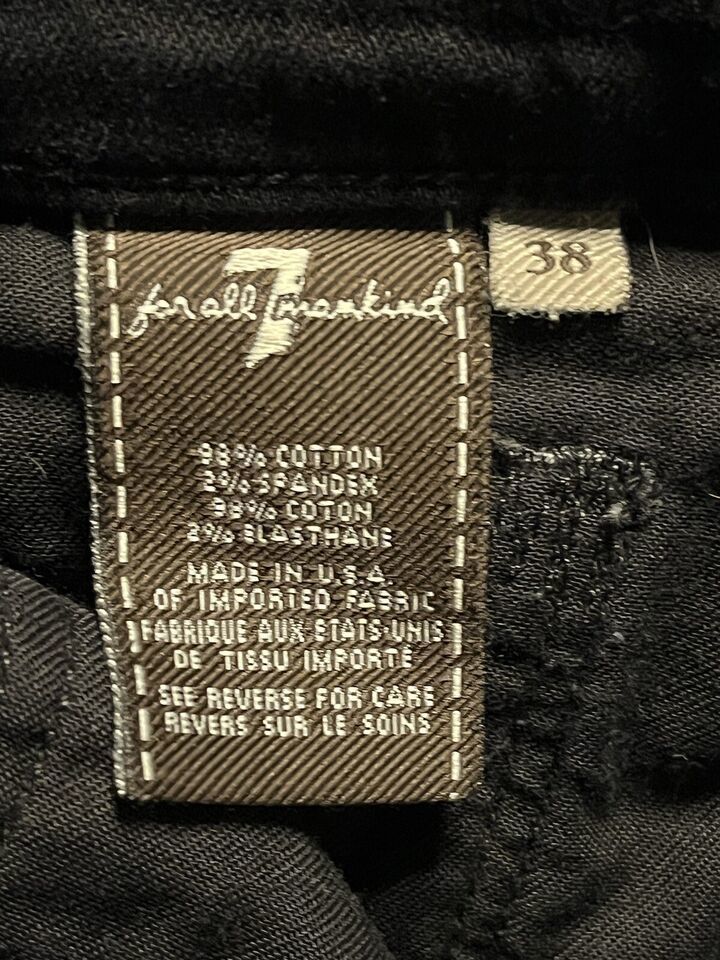 7
for all mankind
38
98% COTTON
2% SPANDEX
98% COTON
2% ELASTHANE
MADE IN U.S.A.
OF IMPORTED FABRIC
FABRIQUE AUX ETATS-UNIS
DE TISSU IMPORTÉ
SEE REVERSE FOR CARE
REVERS SUR LE SOINS